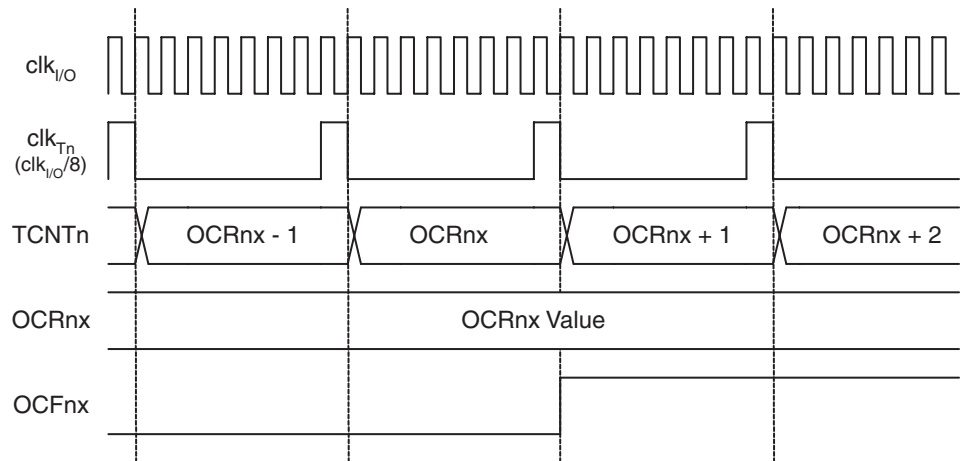 clkI/O
clkTn
(clkI/O/8)
TCNTn
OCRnx - 1
OCRnx
OCRnx + 1
OCRnx + 2
OCRnx
OCRnx Value
OCFnx